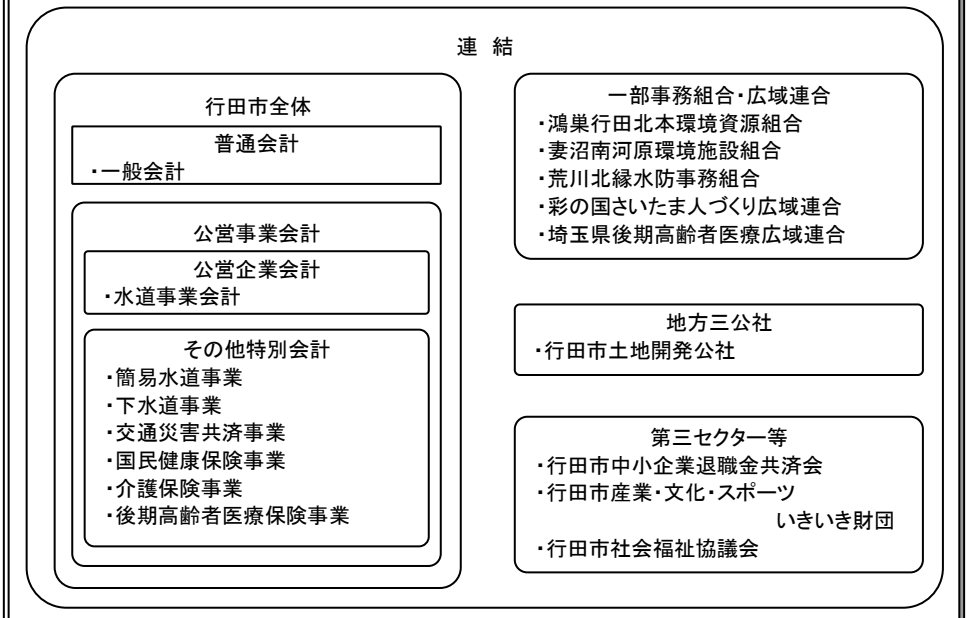 連 結
行田市全体
普通会計
・一般会計
公営事業会計
公営企業会計
・水道事業会計
その他特別会計
・簡易水道事業
・下水道事業
・交通災害共済事業
・国民健康保険事業
・介護保険事業
・後期高齢者医療保険事業
一部事務組合・広域連合
・鴻巣行田北本環境資源組合
・妻沼南河原環境施設組合
・荒川北縁水防事務組合
・彩の国さいたま人づくり広域連合
・埼玉県後期高齢者医療広域連合
地方三公社
・行田市土地開発公社
第三セクター等
・行田市中小企業退職金共済会
・行田市産業・文化・スポーツ
いきいき財団
・行田市社会福祉協議会